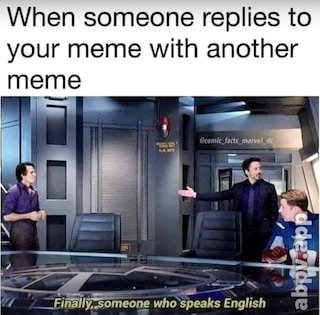 When someone replies to
your meme with another
meme
@comic_facts_marvel_dc
Finally, someone who speaks English